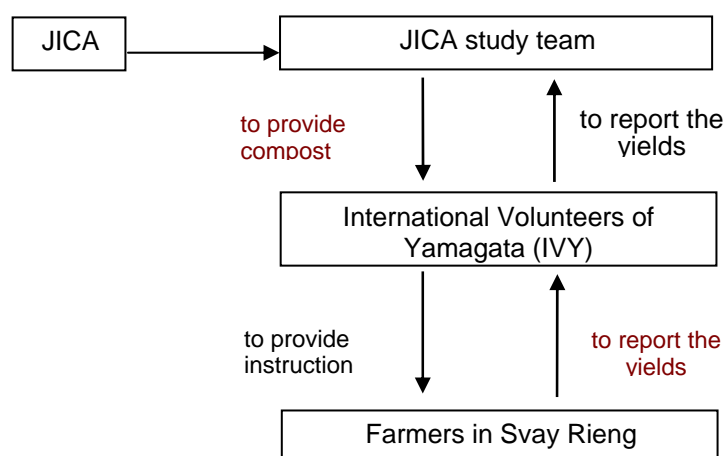 JICA
JICA study team
to provide
compost
to report the
yields
International Volunteers of
Yamagata (IVY)
to provide
instruction
to report the
yields
Farmers in Svay Rieng